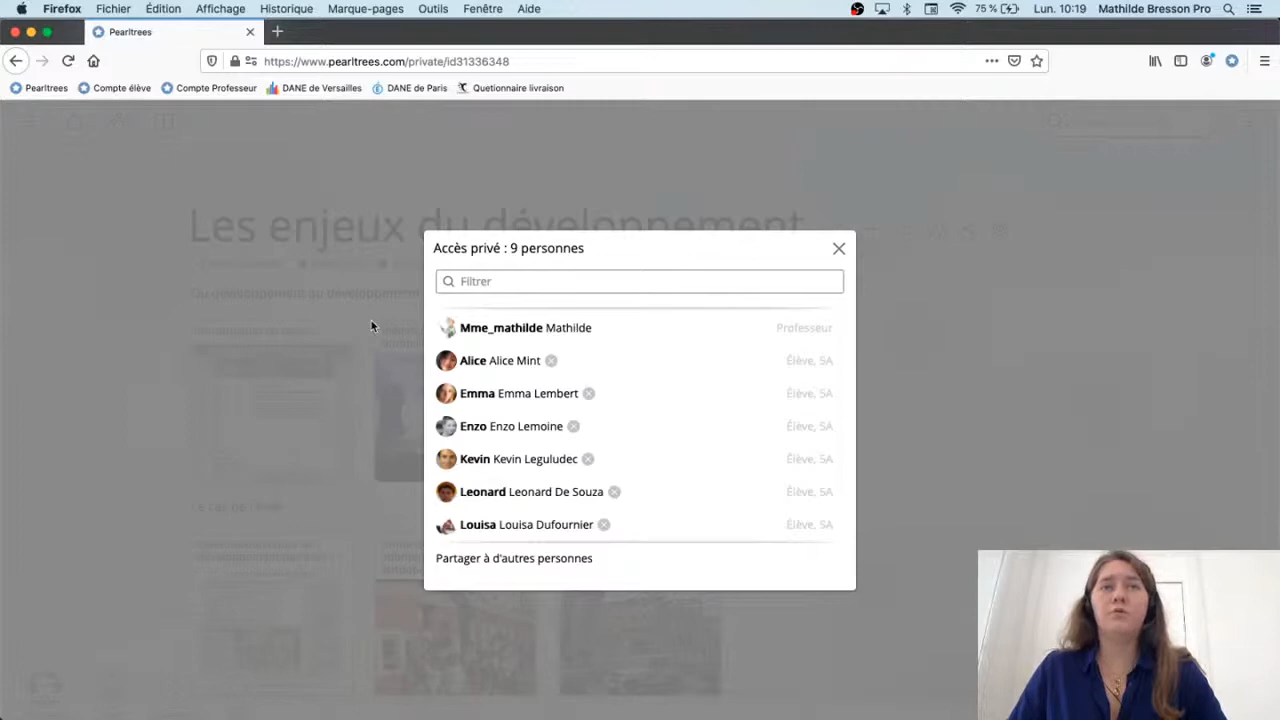 Firefox Fichier Édition Affichage Historique Marque-pages Outils Fenêtre Aide 75 % Lun. 10:19 Mathilde Bresson Pro
Pearltrees
https://www.pearltrees.com/private/id31336348
Pearltrees Compte élève Compte Professeur DANE de Versailles DANE de Paris Quetionnaire livraison
Les enjeux du développement
Accès privé : 9 personnes
Filtrer
Mme_mathilde Mathilde Professeur
Alice Alice Mint Élève, 5A
Emma Emma Lembert Élève, 5A
Enzo Enzo Lemoine Élève, 5A
Kevin Kevin Leguludec Élève, 5A
Leonard Leonard De Souza Élève, 5A
Louisa Louisa Dufournier Élève, 5A
Partager à d'autres personnes